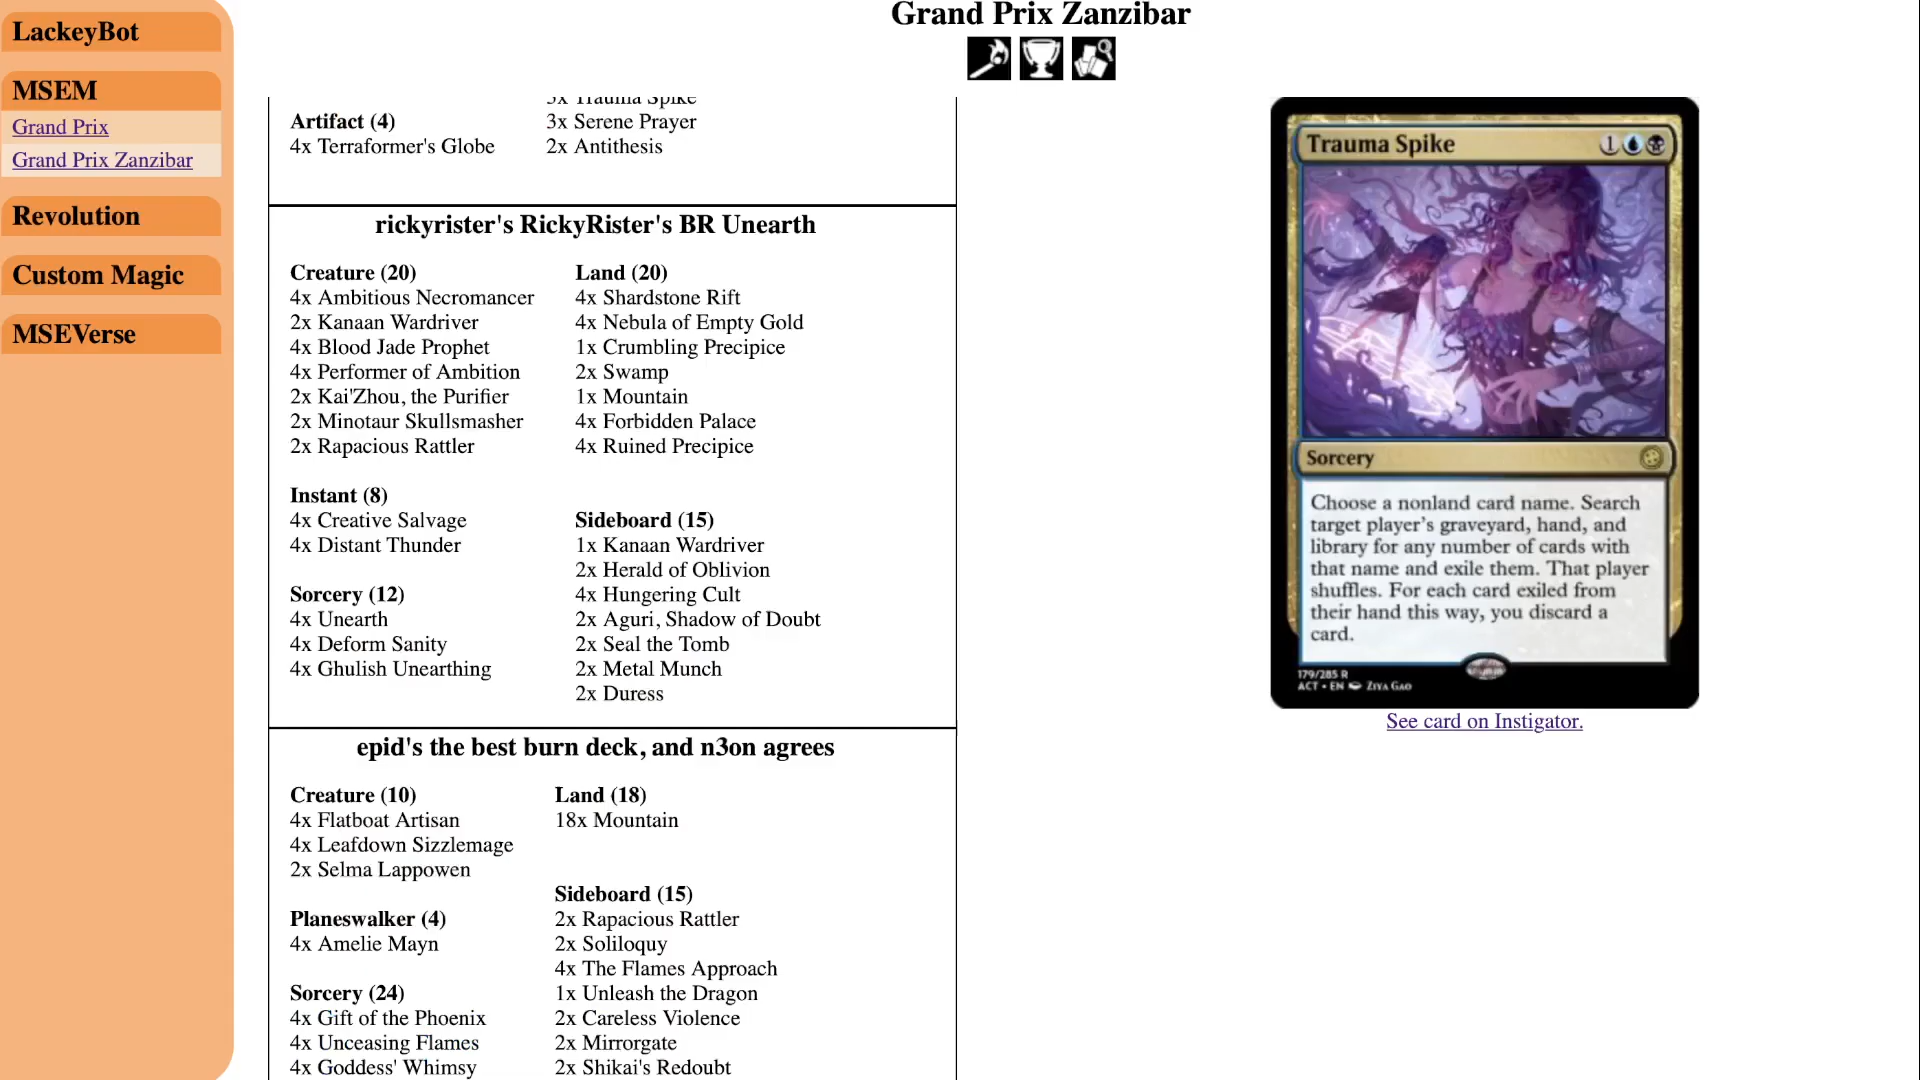 LackeyBot
MSEM
Grand Prix
Grand Prix Zanzibar
Revolution
Custom Magic
MSEVerse
Grand Prix Zanzibar
Artifact (4)
4x Terraformer's Globe
3x Trauma Spike
3x Serene Prayer
2x Antithesis
rickyrister's RickyRister's BR Unearth
Creature (20)
4x Ambitious Necromancer
2x Kanaan Wardriver
4x Blood Jade Prophet
4x Performer of Ambition
2x Kai'Zhou, the Purifier
2x Minotaur Skullsmasher
2x Rapacious Rattler
Instant (8)
4x Creative Salvage
4x Distant Thunder
Sorcery (12)
4x Unearth
4x Deform Sanity
4x Ghulish Unearthing
Land (20)
4x Shardstone Rift
4x Nebula of Empty Gold
1x Crumbling Precipice
2x Swamp
1x Mountain
4x Forbidden Palace
4x Ruined Precipice
Sideboard (15)
1x Kanaan Wardriver
2x Herald of Oblivion
4x Hungering Cult
2x Aguri, Shadow of Doubt
2x Seal the Tomb
2x Metal Munch
2x Duress
epid's the best burn deck, and n3on agrees
Creature (10)
4x Flatboat Artisan
4x Leafdown Sizzlemage
2x Selma Lappowen
Planeswalker (4)
4x Amelie Mayn
Sorcery (24)
4x Gift of the Phoenix
4x Unceasing Flames
4x Goddess' Whimsy
Land (18)
18x Mountain
Sideboard (15)
2x Rapacious Rattler
2x Soliloquy
4x The Flames Approach
1x Unleash the Dragon
2x Careless Violence
2x Mirrorgate
2x Shikai's Redoubt
Trauma Spike 1
Sorcery
Choose a nonland card name. Search
target player's graveyard, hand, and
library for any number of cards with
that name and exile them. That player
shuffles. For each card exiled from
their hand this way, you discard a
card.
179/285 R
ACT • EN Ziya Gao
See card on Instigator.